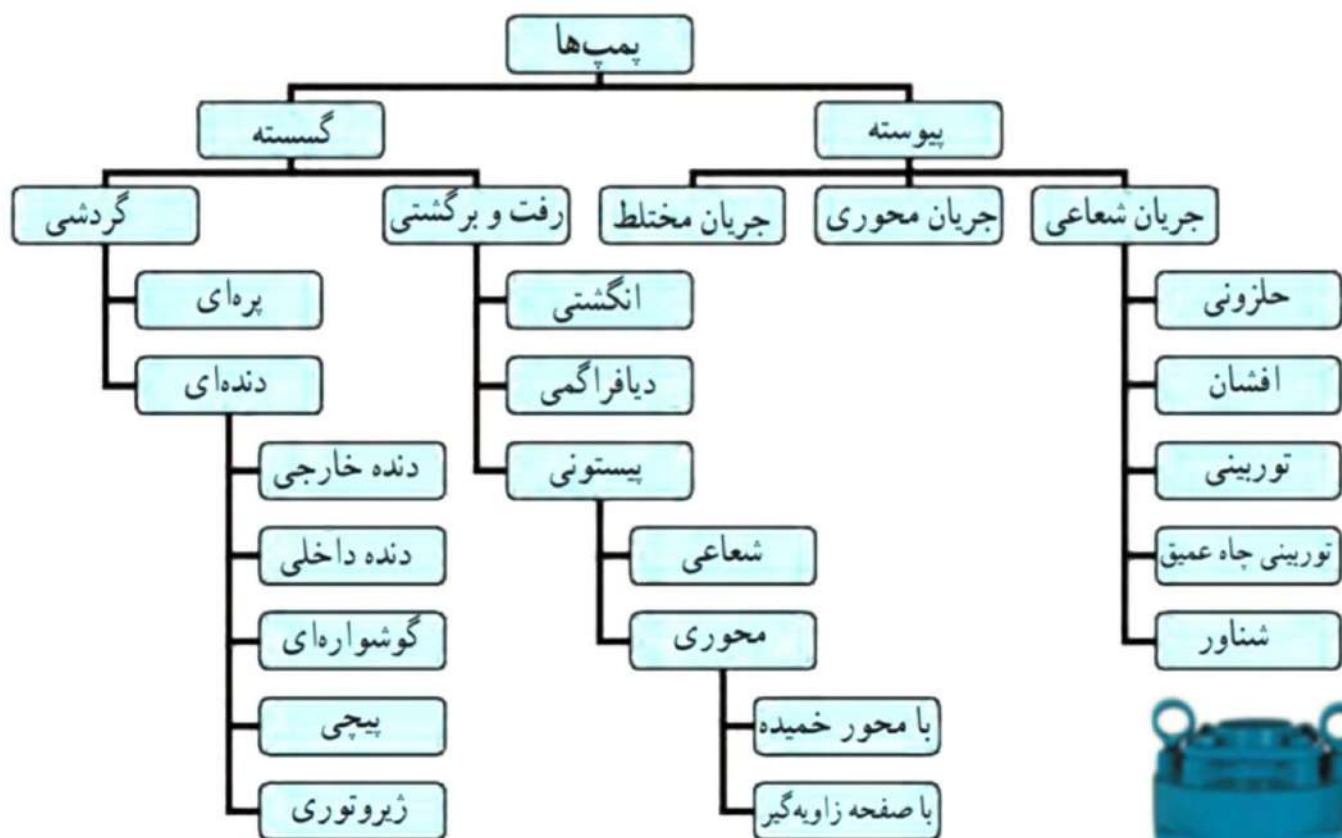 پمپ‌ها
پیوسته
گسسته
جریان شعاعی
جریان محوری
جریان مختلط
رفت و برگشتی
گردشی
حلزونی
افشان
توربینی
توربینی چاه عمیق
شناور
انگشتی
دیافراگمی
پیستونی
شعاعی
محوری
با محور خمیده
با صفحه زاویه‌گیر
پره‌ای
دنده‌ای
دنده خارجی
دنده داخلی
گوشواره‌ای
پیچی
ژیروتوری